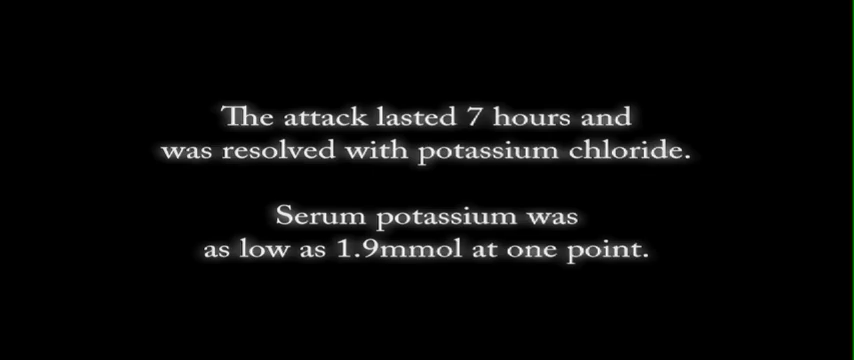 The attack lasted 7 hours and
was resolved with potassium chloride.
Serum potassium was
as low as 1.9mmol at one point.